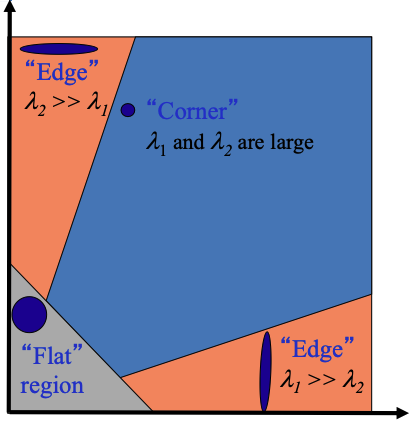 “Edge”
λ2 >> λ1
“Corner”
λ1 and λ2 are large
“Flat”
region
“Edge”
λ1 >> λ2